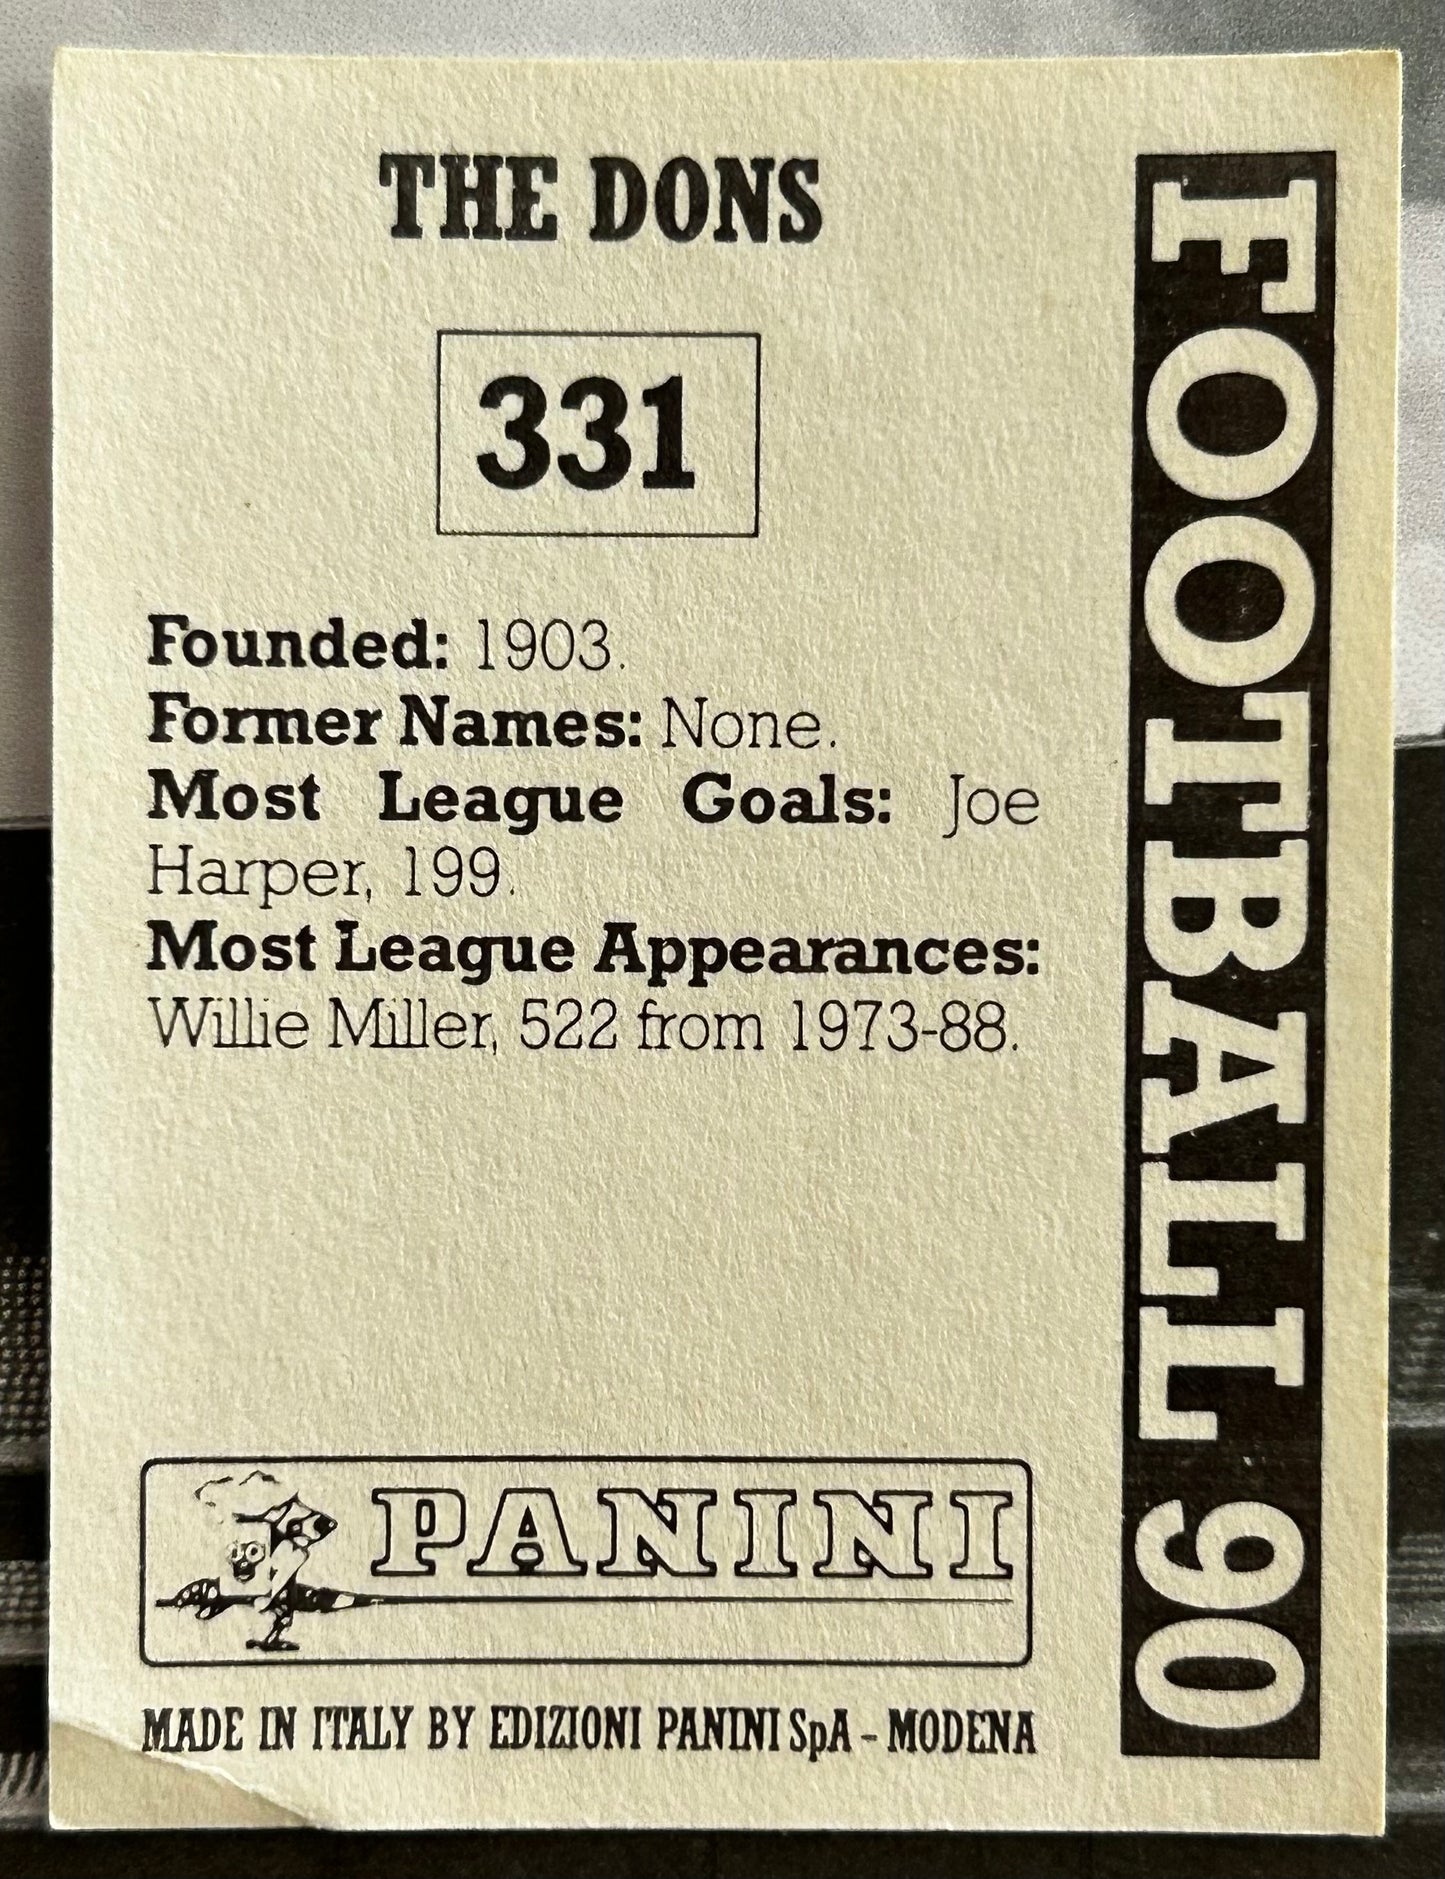 THE DONS
331
Founded: 1903.
Former Names: None.
Most League Goals: Joe
Harper, 199.
Most League Appearances:
Willie Miller, 522 from 1973-88.
PANINI
MADE IN ITALY BY EDIZIONI PANINI SpA - MODENA
FOOTBALL 90